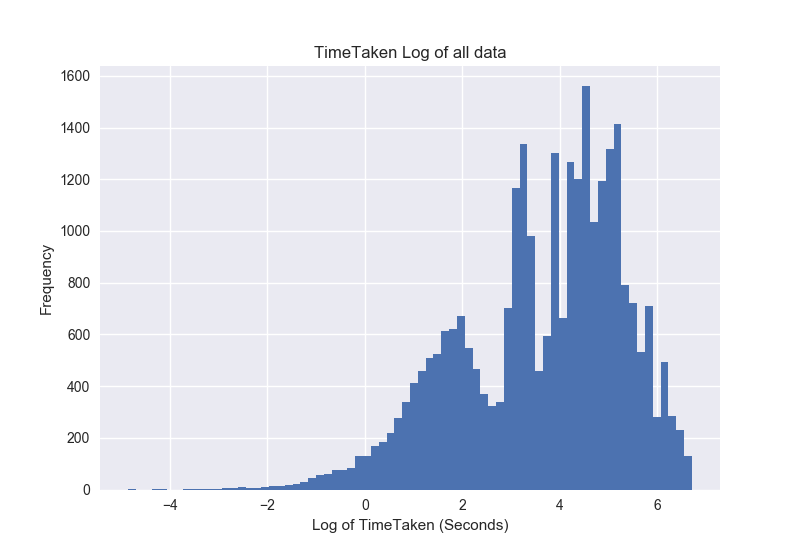 TimeTaken Log of all data
1600
1400
1200
1000
800
600
400
200
0
Frequency
−4 −2 0 2 4 6
Log of TimeTaken (Seconds)